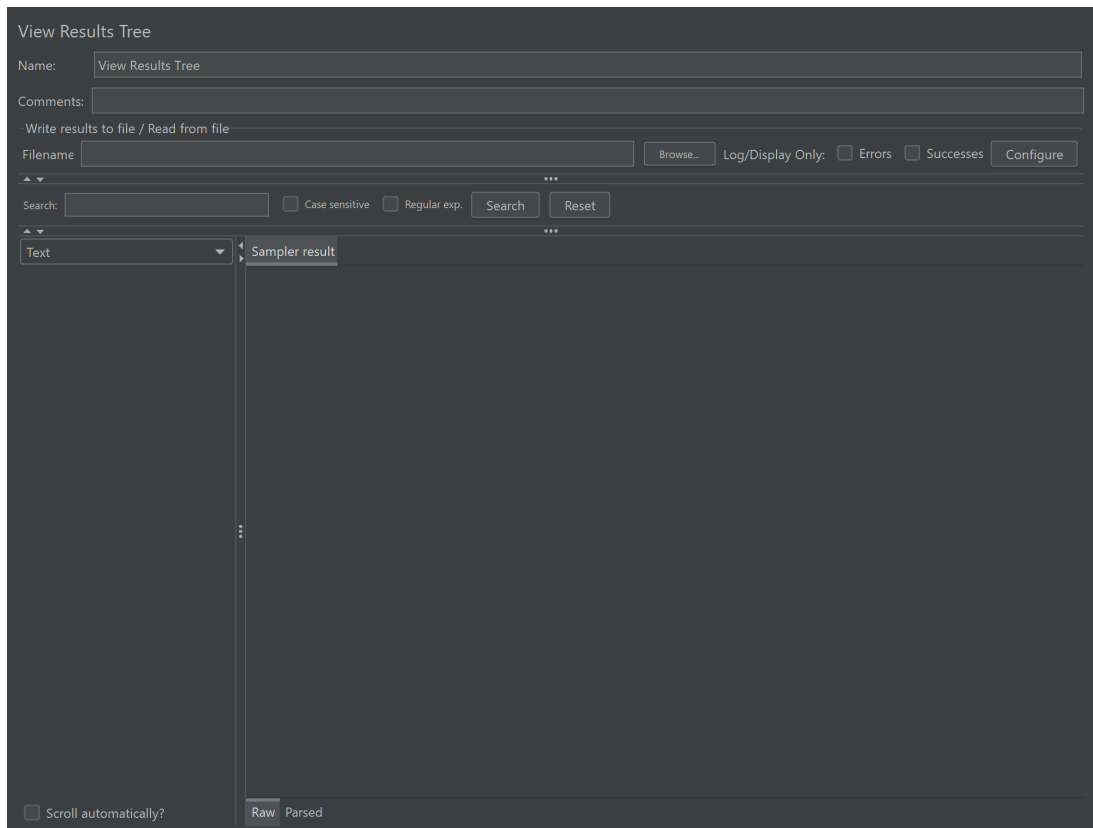 View Results Tree
Name: View Results Tree
Comments:
Write results to file / Read from file
Filename Browse... Log/Display Only: Errors Successes Configure
Search: Case sensitive Regular exp. Search Reset
Text Sampler result
Scroll automatically? Raw Parsed